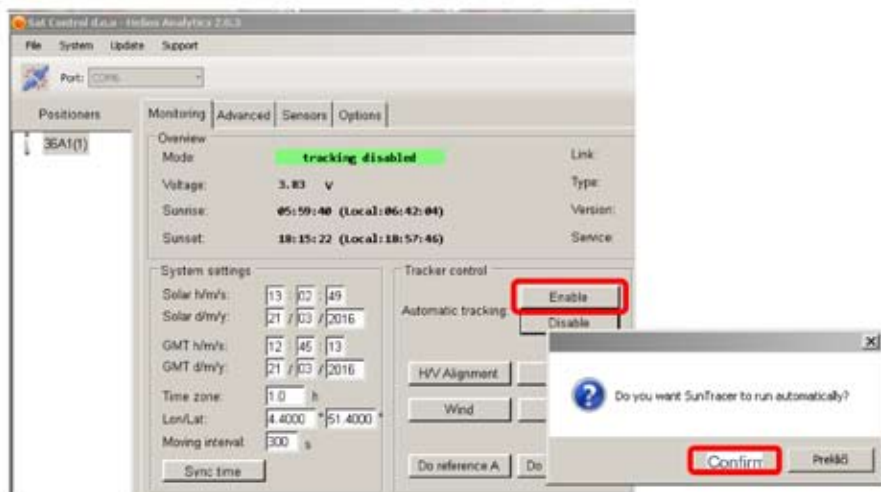 Sat Control d.o.o - Helios Analytics 2.0.3
File System Update Support
Port: COM6
Positioners
36A1(1)
Monitoring Advanced Sensors Options
Overview
Mode tracking disabled Link:
Voltage: 3.83 V Type:
Sunrise: 05:59:40 (Local:06:42:04) Version:
Sunset: 18:15:22 (Local:18:57:46) Service:
System settings
Solar h/m/s: 13 : 02 : 49
Solar d/m/y: 21 / 03 / 2016
GMT h/m/s: 12 : 45 : 13
GMT d/m/y: 21 / 03 / 2016
Time zone: 1.0 h
Lon/Lat: 4.4000 ° 51.4000 °
Moving interval: 300 s
Sync time
Tracker control
Automatic tracking:
Enable
Disable
H/V Alignment
Wind
Do reference A Do
Do you want SunTracer to run automatically?
Confirm Prekliči